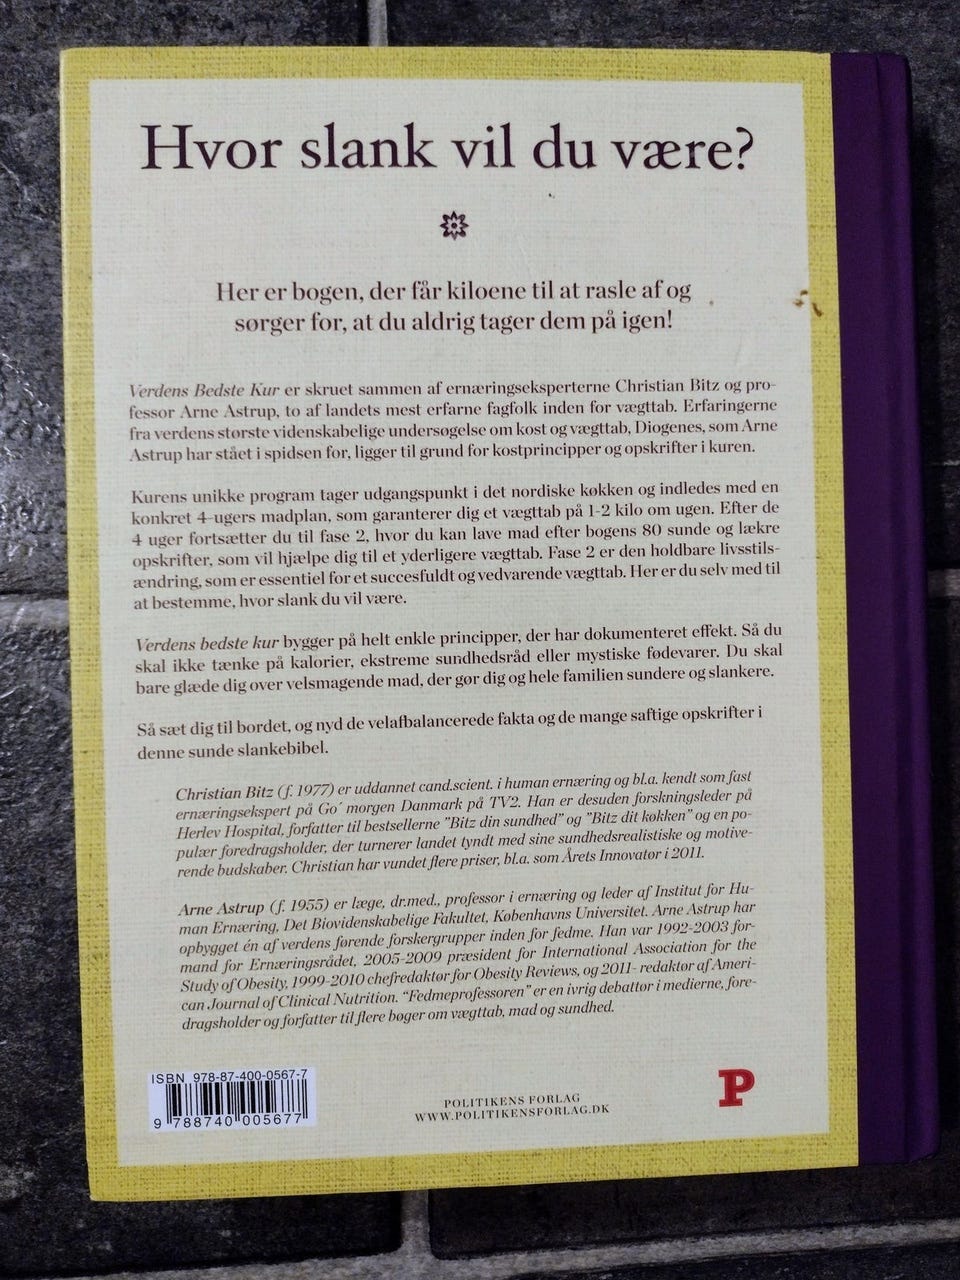 Hvor slank vil du være?
Her er bogen, der får kiloene til at rasle af og
sørger for, at du aldrig tager dem på igen!
Verdens Bedste Kur er skruet sammen af ernæringseksperterne Christian Bitz og pro-
fessor Arne Astrup, to af landets mest erfarne fagfolk inden for vægttab. Erfaringerne
fra verdens største videnskabelige undersøgelse om kost og vægttab, Diogenes, som Arne
Astrup har stået i spidsen for, ligger til grund for kostprincipper og opskrifter i kuren.
Kurens unikke program tager udgangspunkt i det nordiske køkken og indledes med en
konkret 4-ugers madplan, som garanterer dig et vægttab på 1-2 kilo om ugen. Efter de
4 uger fortsætter du til fase 2, hvor du kan lave mad efter bogens 80 sunde og lækre
opskrifter, som vil hjælpe dig til et yderligere vægttab. Fase 2 er den holdbare livsstils-
ændring, som er essentiel for et succesfuldt og vedvarende vægttab. Her er du selv med til
at bestemme, hvor slank du vil være.
Verdens bedste kur bygger på helt enkle principper, der har dokumenteret effekt. Så du
skal ikke tænke på kalorier, ekstreme sundhedsråd eller mystiske fødevarer. Du skal
bare glæde dig over velsmagende mad, der gør dig og hele familien sundere og slankere.
Så sæt dig til bordet, og nyd de velafbalancerede fakta og de mange saftige opskrifter i
denne sunde slankebibel.
Christian Bitz (f. 1977) er uddannet cand.scient. i human ernæring og bl.a. kendt som fast
ernæringsekspert på Go´ morgen Danmark på TV2. Han er desuden forskningsleder på
Herlev Hospital, forfatter til bestsellerne "Bitz din sundhed" og "Bitz dit køkken" og en po-
pulær foredragsholder, der turnerer landet tyndt med sine sundhedsrealistiske og motive-
rende budskaber. Christian har vundet flere priser, bl.a. som Årets Innovatør i 2011.
Arne Astrup (f. 1955) er læge, dr.med., professor i ernæring og leder af Institut for Hu-
man Ernæring, Det Biovidenskabelige Fakultet, Københavns Universitet. Arne Astrup har
opbygget én af verdens førende forskergrupper inden for fedme. Han var 1992-2003 for-
mand for Ernæringsrådet, 2005-2009 præsident for International Association for the
Study of Obesity, 1999-2010 chefredaktør for Obesity Reviews, og 2011- redaktør af Ameri-
can Journal of Clinical Nutrition. "Fedmeprofessoren" er en ivrig debattør i medierne, fore-
dragsholder og forfatter til flere bøger om vægttab, mad og sundhed.
ISBN 978-87-400-0567-7
9 788740 005677
POLITIKENS FORLAG
WWW.POLITIKENSFORLAG.DK
P